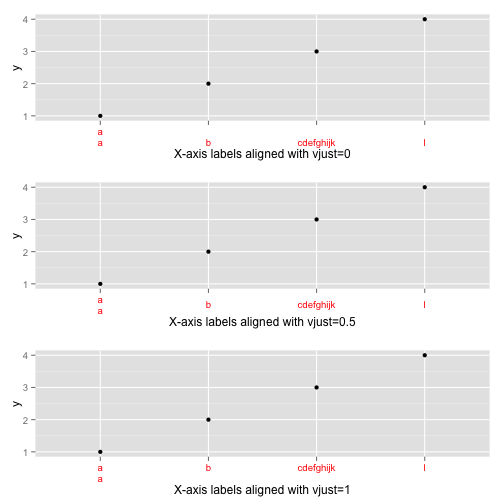 4
3
y
2
1
a
a b cdefghijk l
X-axis labels aligned with vjust=0
4
3
y
2
1
a
b cdefghijk l
a
X-axis labels aligned with vjust=0.5
4
3
y
2
1
a b cdefghijk l
a
X-axis labels aligned with vjust=1